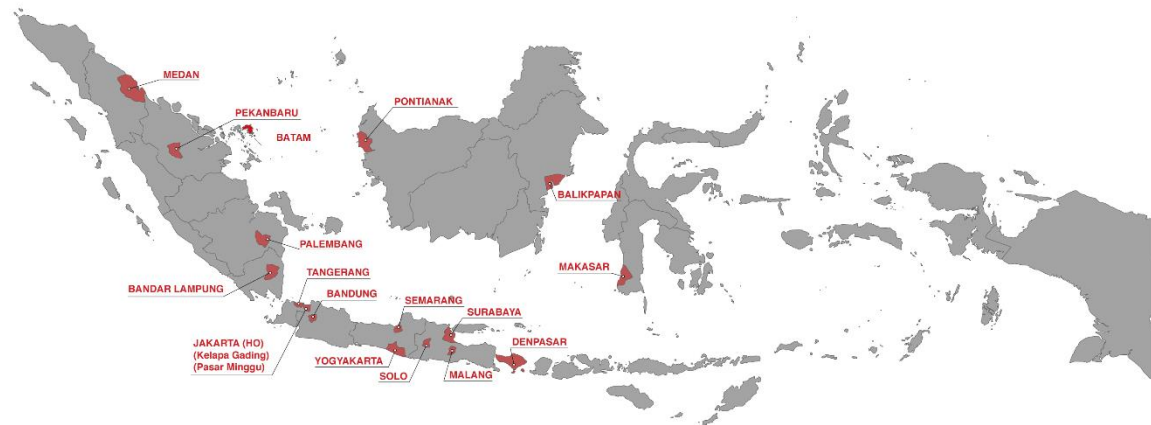 MEDAN
PEKANBARU
BATAM
PONTIANAK
BALIKPAPAN
PALEMBANG
MAKASAR
TANGERANG
BANDAR LAMPUNG
BANDUNG
SEMARANG
SURABAYA
JAKARTA (HO)
(Kelapa Gading)
(Pasar Minggu)
YOGYAKARTA
SOLO
MALANG
DENPASAR